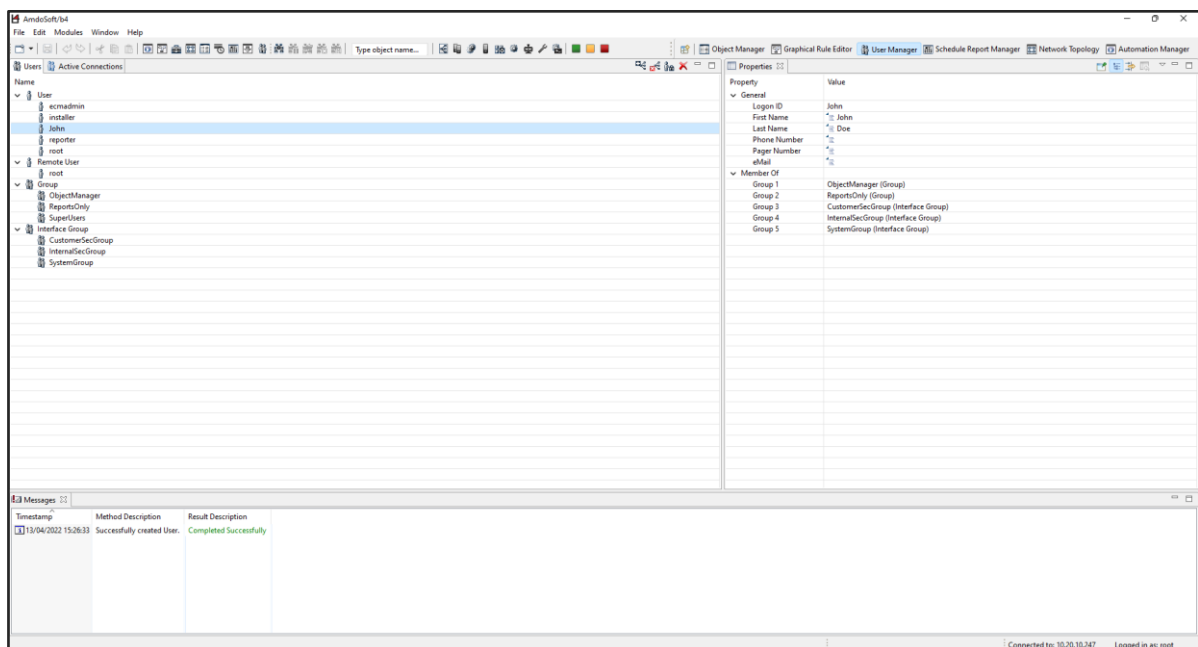 AmdoSoft/b4
File Edit Modules Window Help
Type object name...
Object Manager Graphical Rule Editor User Manager Schedule Report Manager Network Topology Automation Manager
Users Active Connections
Name
User
ecmadmin
installer
John
reporter
root
Remote User
root
Group
ObjectManager
ReportsOnly
SuperUsers
Interface Group
CustomerSecGroup
InternalSecGroup
SystemGroup
Properties
Property Value
General
Logon ID John
First Name John
Last Name Doe
Phone Number
Pager Number
eMail
Member Of
Group 1 ObjectManager (Group)
Group 2 ReportsOnly (Group)
Group 3 CustomerSecGroup (Interface Group)
Group 4 InternalSecGroup (Interface Group)
Group 5 SystemGroup (Interface Group)
Messages
Timestamp Method Description Result Description
13/04/2022 15:26:33 Successfully created User. Completed Successfully
Connected to: 10.20.10.247 Logged in as: root